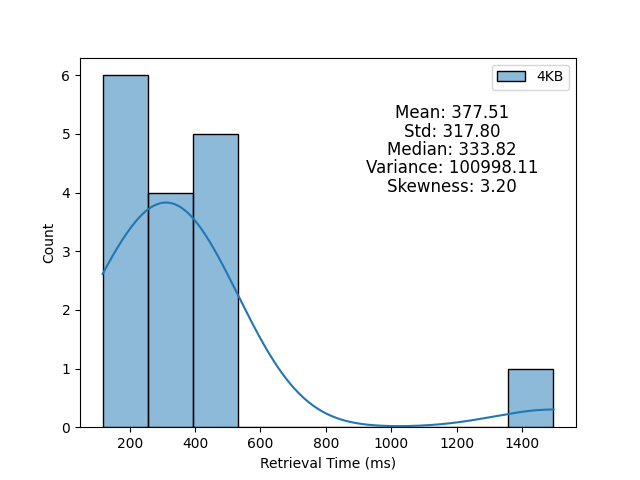 4KB
Mean: 377.51
Std: 317.80
Median: 333.82
Variance: 100998.11
Skewness: 3.20
Count
6
5
4
3
2
1
0
200 400 600 800 1000 1200 1400
Retrieval Time (ms)